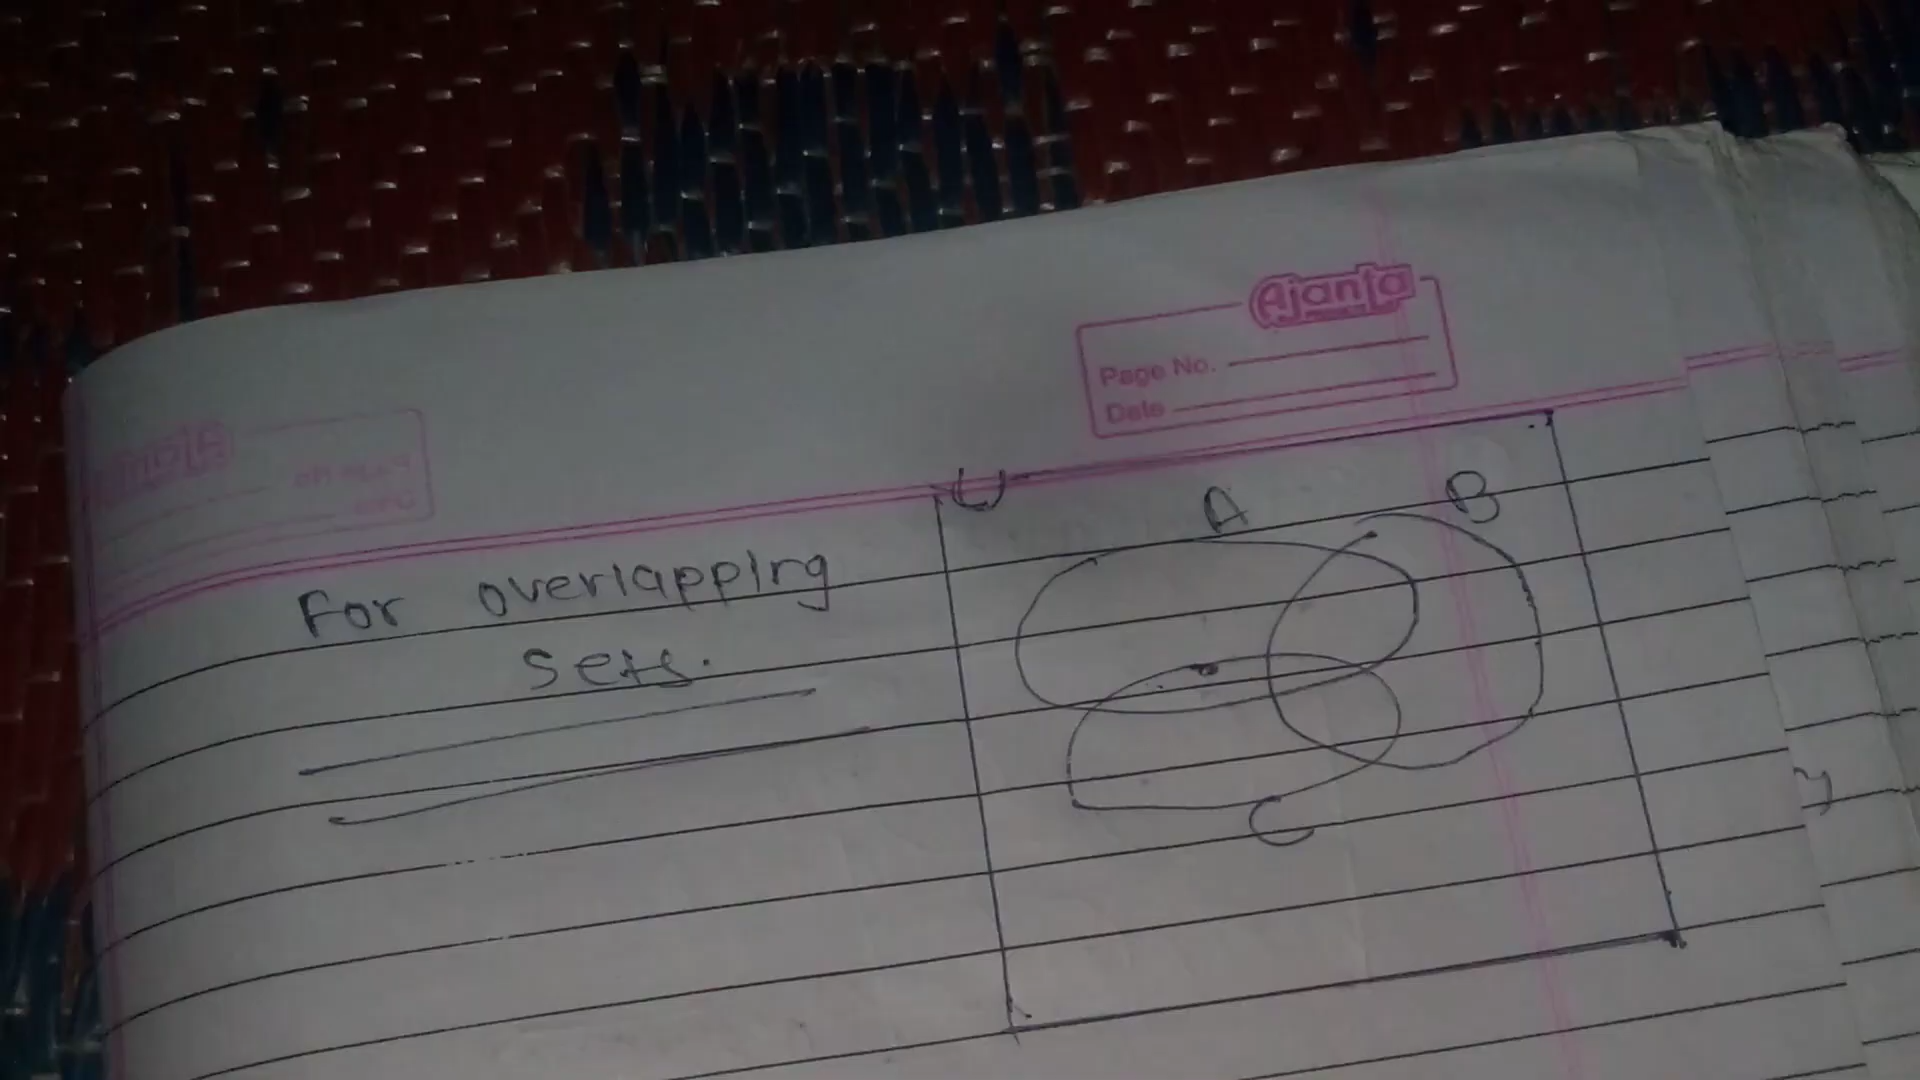 Ajanta
Page No.
Date
U
A
B
For overlapping
sets.
C